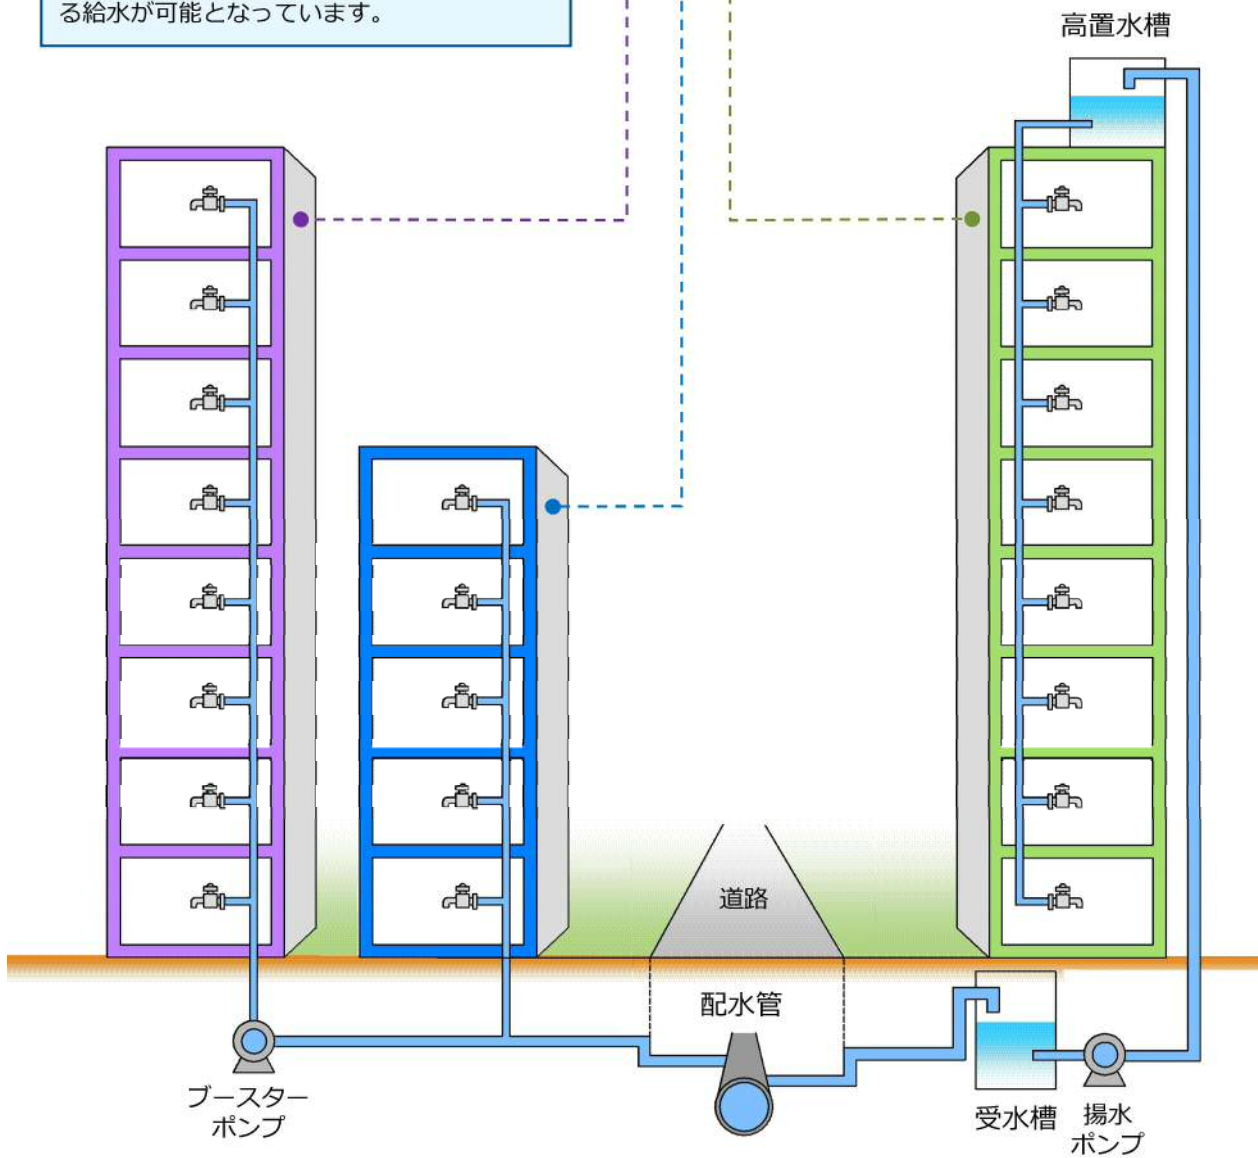 る給水が可能となっています。
高置水槽
道路
配水管
ブースター
ポンプ
受水槽
揚水
ポンプ